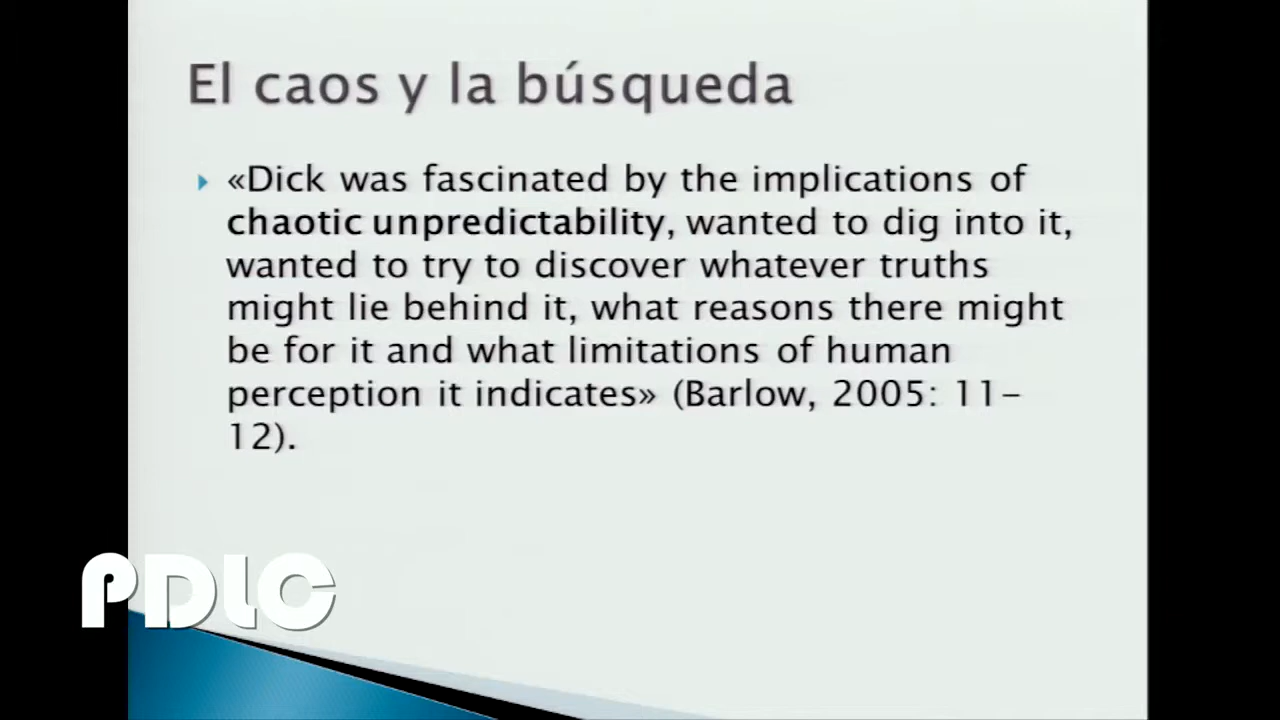 El caos y la búsqueda
«Dick was fascinated by the implications of
chaotic unpredictability, wanted to dig into it,
wanted to try to discover whatever truths
might lie behind it, what reasons there might
be for it and what limitations of human
perception it indicates» (Barlow, 2005: 11-
12).
PDLC